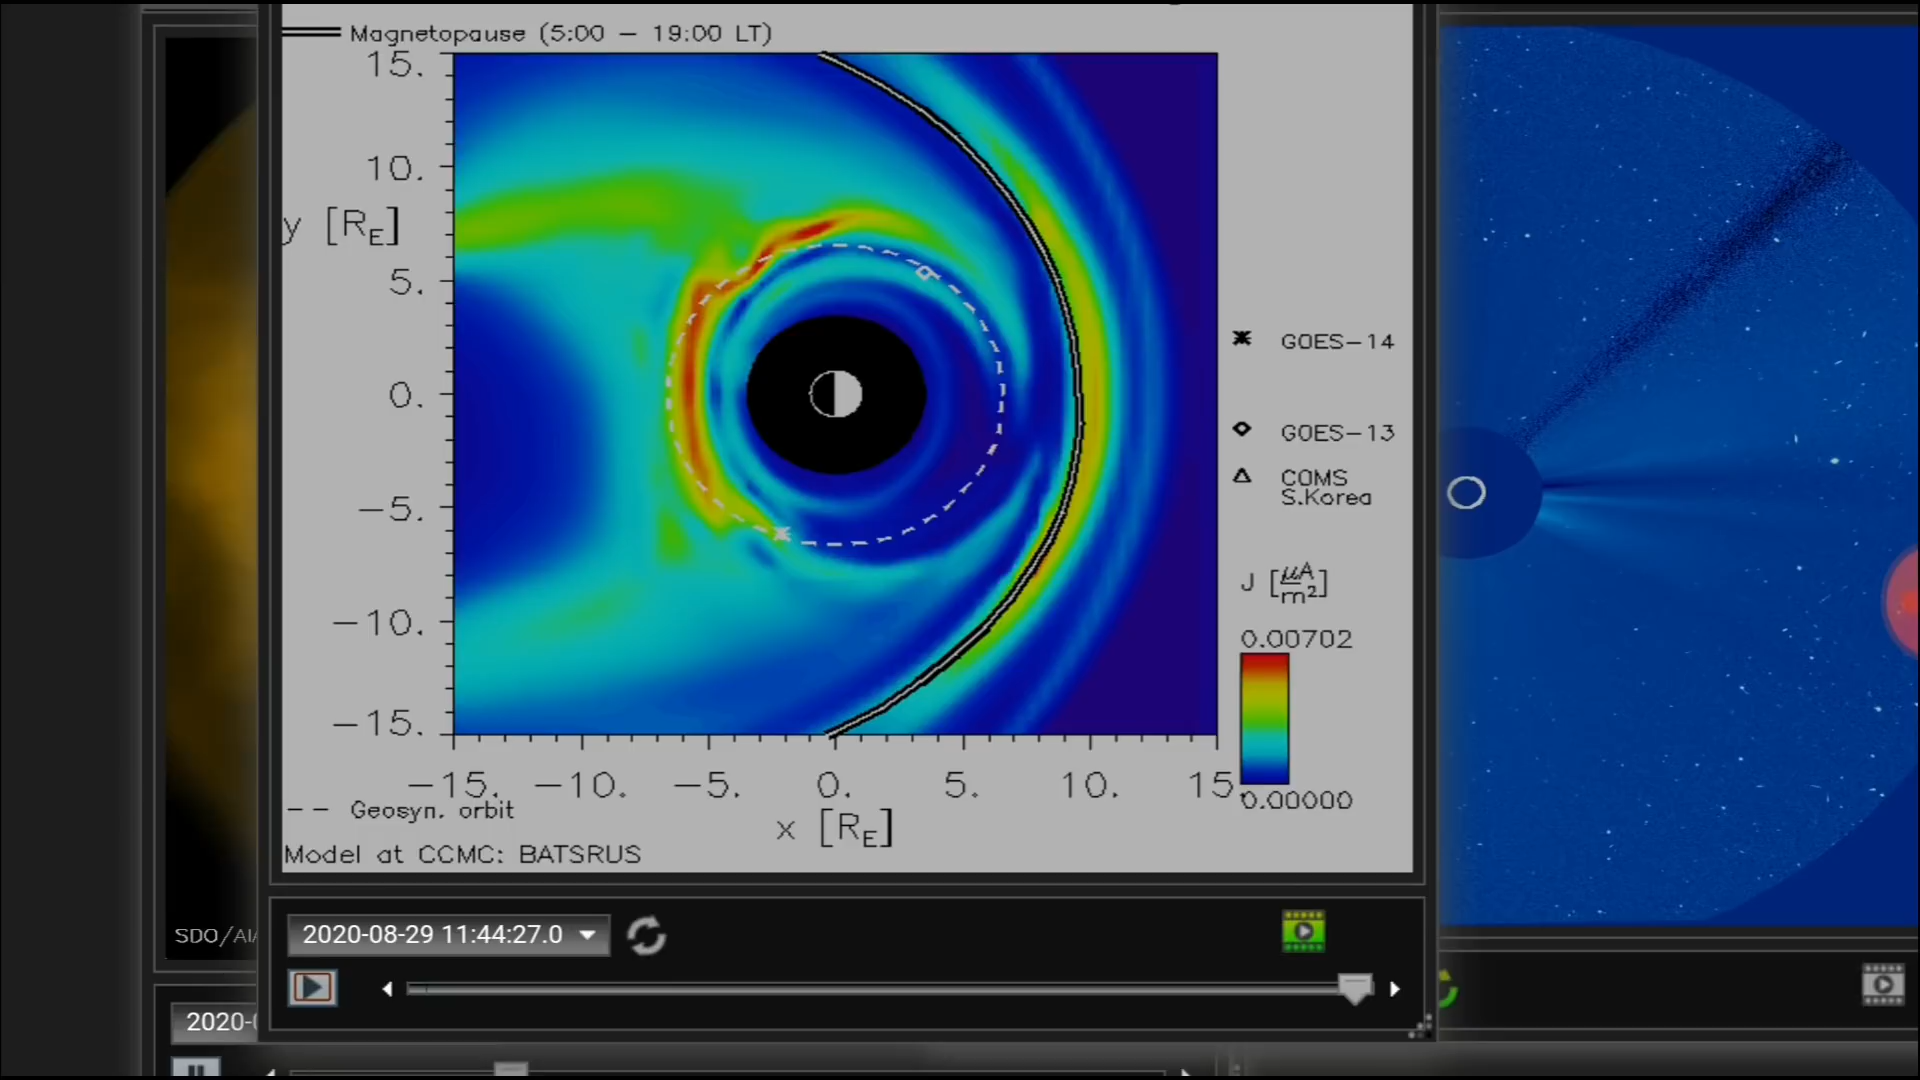 Magnetopause (5:00 – 19:00 LT)
15.
10.
y [RE]
5.
0.
−5.
−10.
−15.
−15. −10. −5. 0. 5. 10. 15.
x [RE]
-- Geosyn. orbit
Model at CCMC: BATSRUS
GOES-14
GOES-13
COMS
S.Korea
J [μA/m²]
0.00702
0.00000
SDO/AI
2020-08-29 11:44:27.0
2020-